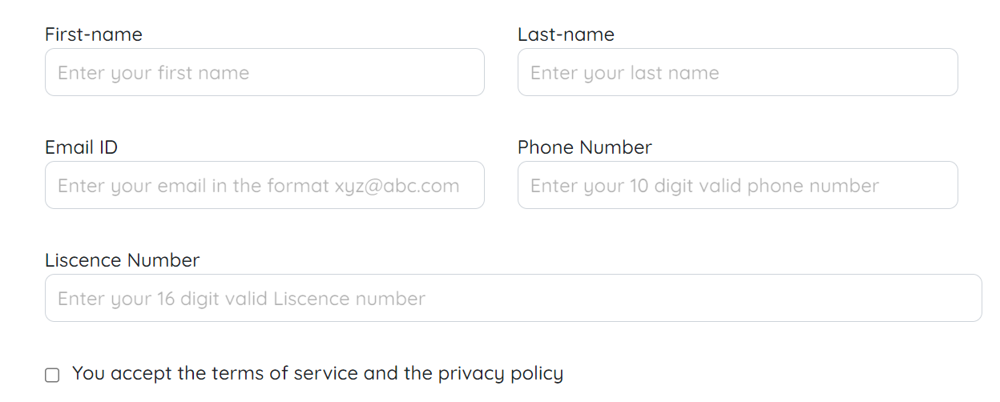 First-name
Last-name
Enter your first name
Enter your last name
Email ID
Phone Number
Enter your email in the format xyz@abc.com
Enter your 10 digit valid phone number
Liscence Number
Enter your 16 digit valid Liscence number
You accept the terms of service and the privacy policy